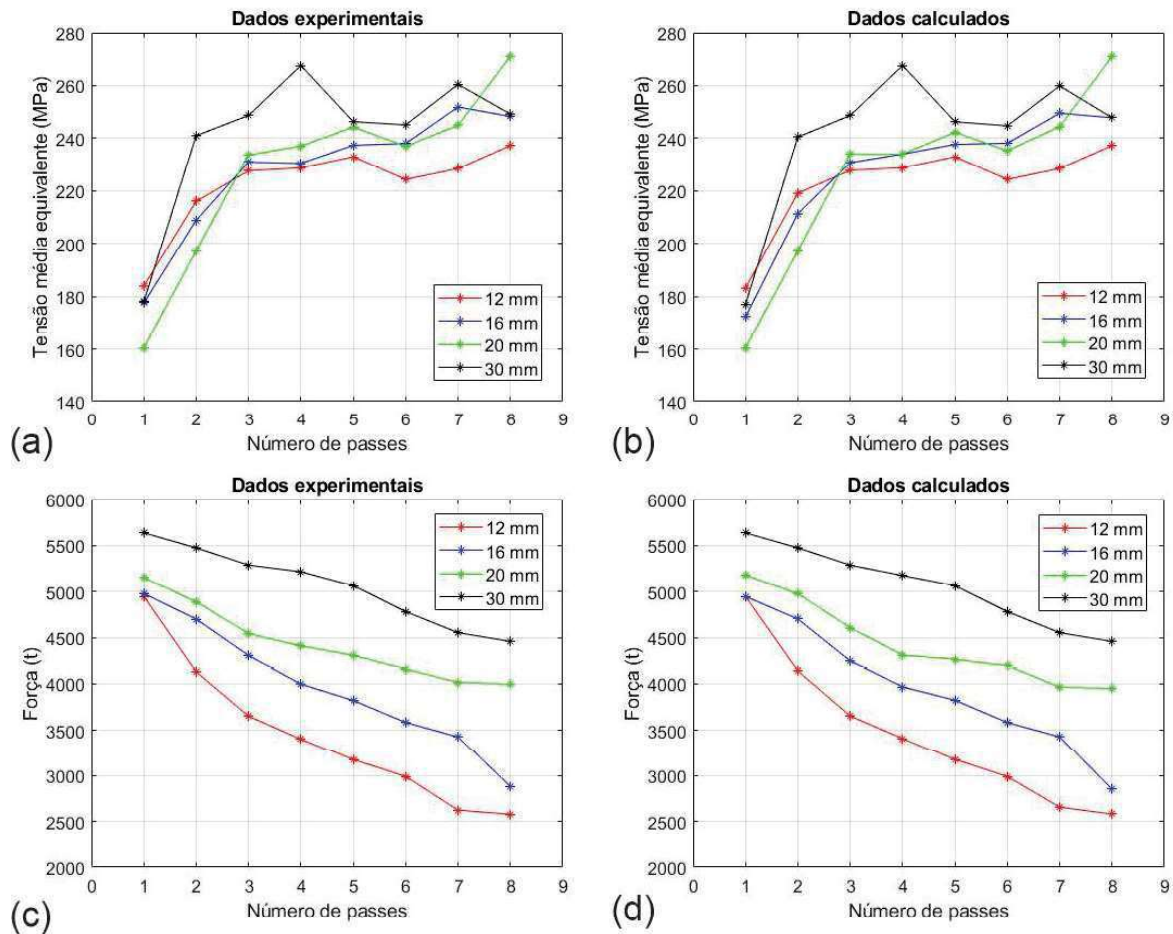 Dados experimentais
Tensão média equivalente (MPa)
280
260
240
220
200
180
160
140
0 1 2 3 4 5 6 7 8 9
12 mm
16 mm
20 mm
30 mm
Número de passes
(a)
Dados calculados
Tensão média equivalente (MPa)
280
260
240
220
200
180
160
140
0 1 2 3 4 5 6 7 8 9
12 mm
16 mm
20 mm
30 mm
Número de passes
(b)
Dados experimentais
Força (t)
6000
5500
5000
4500
4000
3500
3000
2500
2000
0 1 2 3 4 5 6 7 8 9
12 mm
16 mm
20 mm
30 mm
Número de passes
(c)
Dados calculados
Força (t)
6000
5500
5000
4500
4000
3500
3000
2500
2000
0 1 2 3 4 5 6 7 8 9
12 mm
16 mm
20 mm
30 mm
Número de passes
(d)